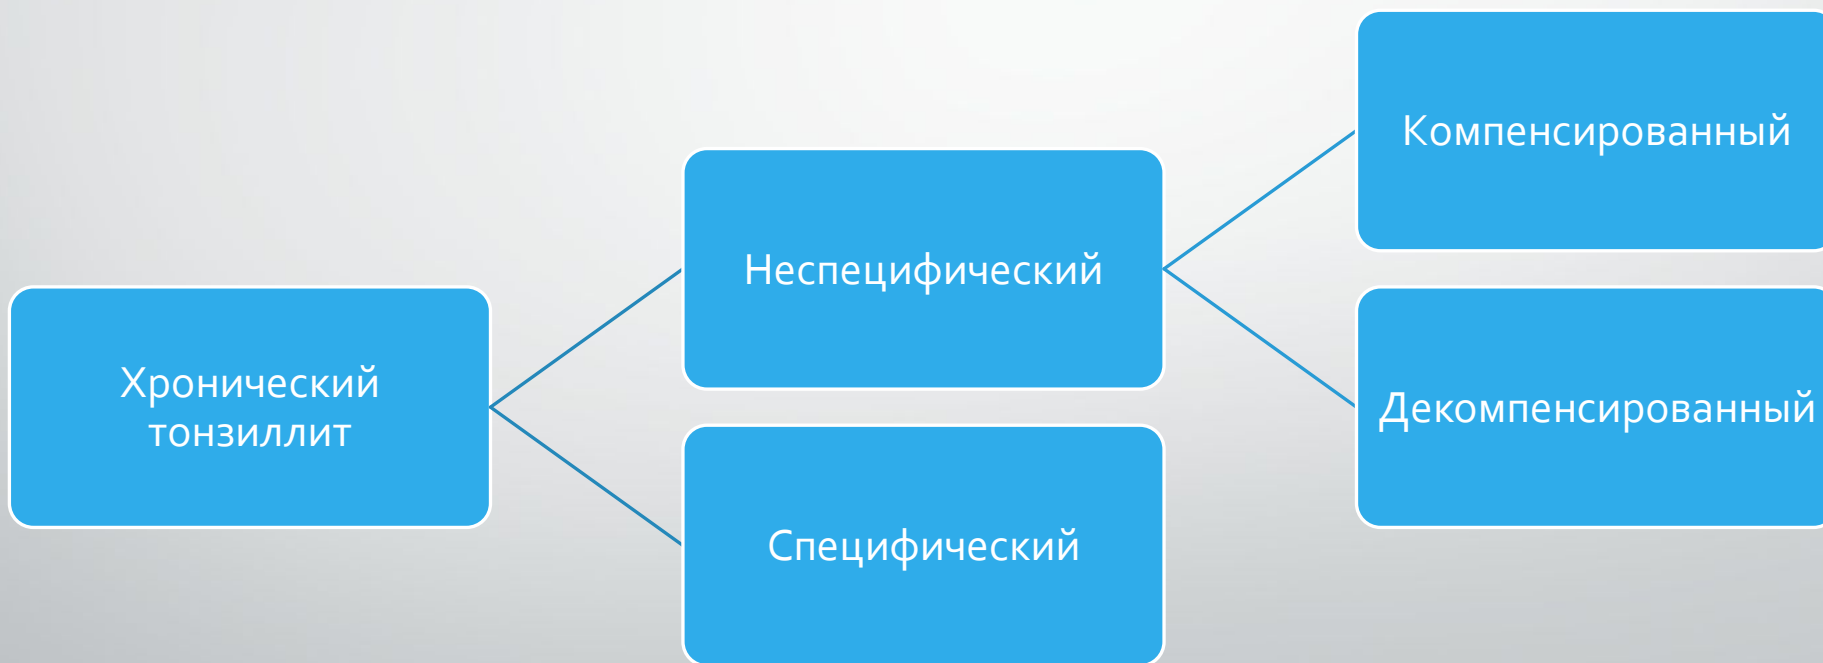 Хронический
тонзиллит
Неспецифический
Специфический
Компенсированный
Декомпенсированный